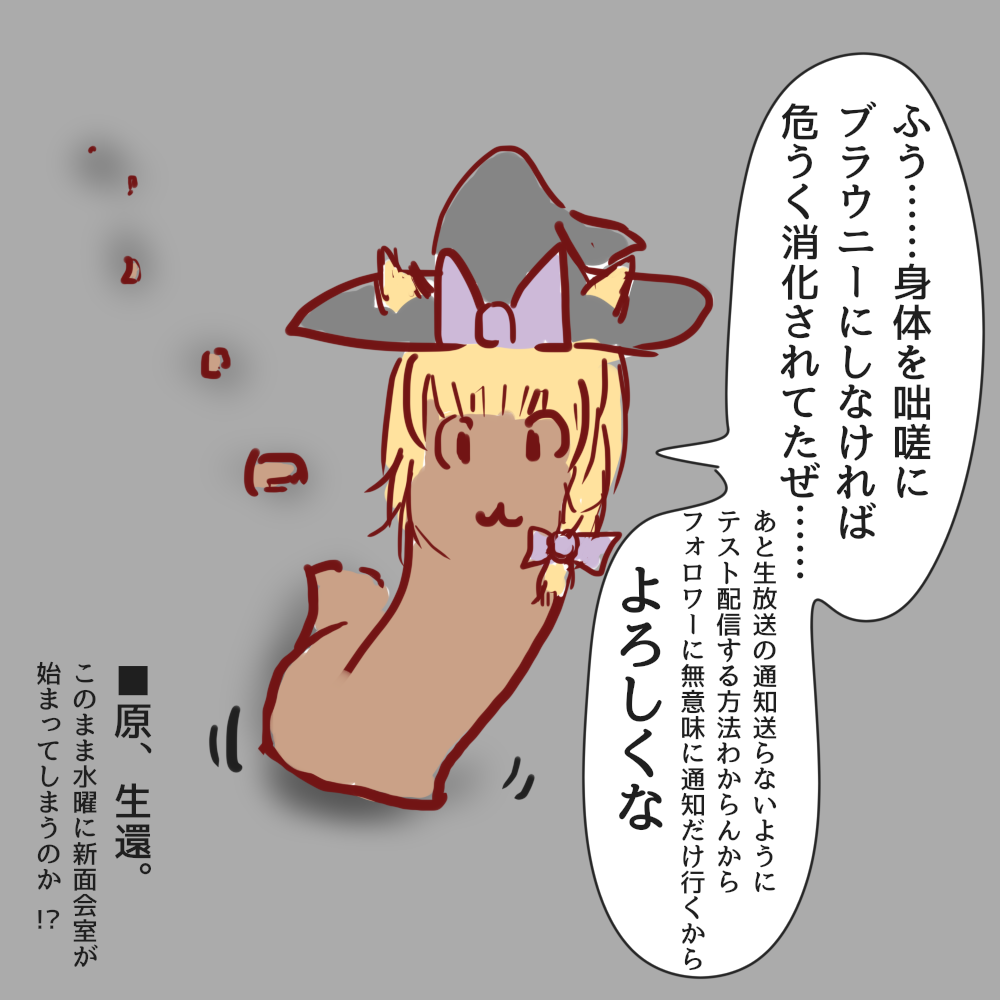 ふう……身体を咄嗟に
ブラウニーにしなければ
危うく消化されてたぜ……
あと生放送の通知送らないように
テスト配信する方法わからんから
フォロワーに無意味に通知だけ行くから
よろしくな
■原、生還。
このまま水曜に新面会室が
始まってしまうのか!?